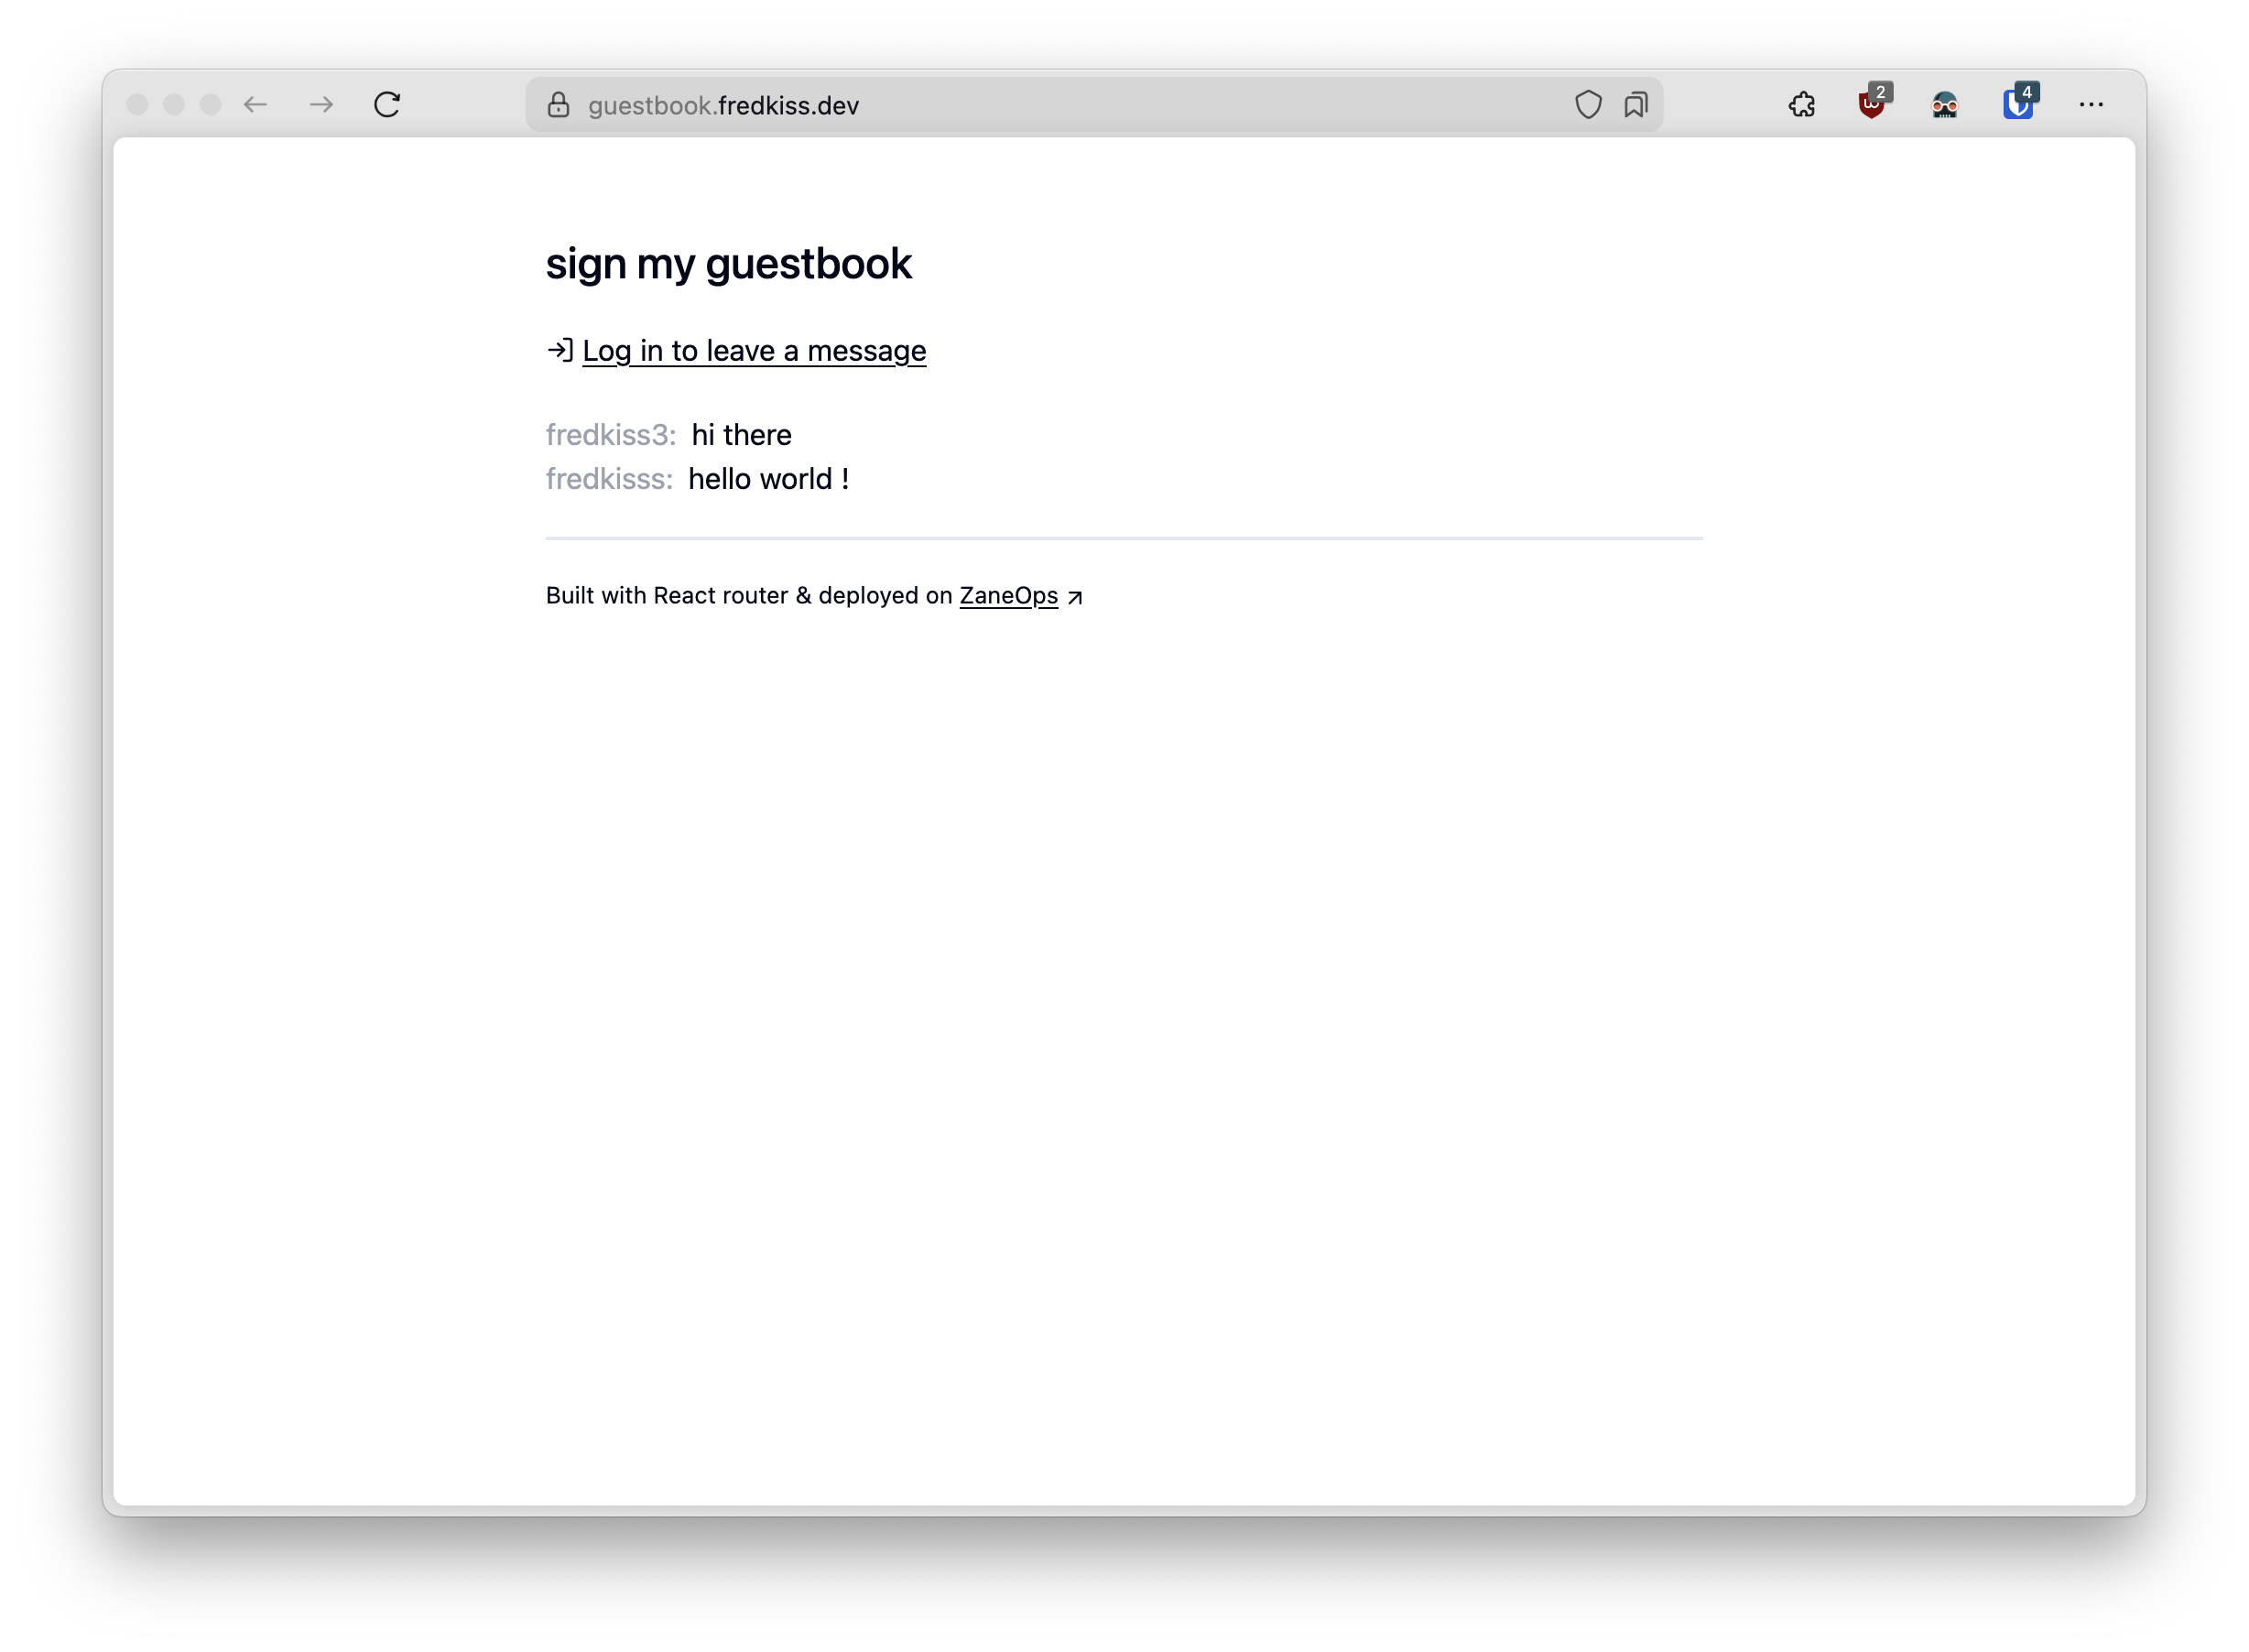 guestbook.fredkiss.dev
2
4
sign my guestbook
Log in to leave a message
fredkiss3: hi there
fredkisss: hello world !
Built with React router & deployed on ZaneOps